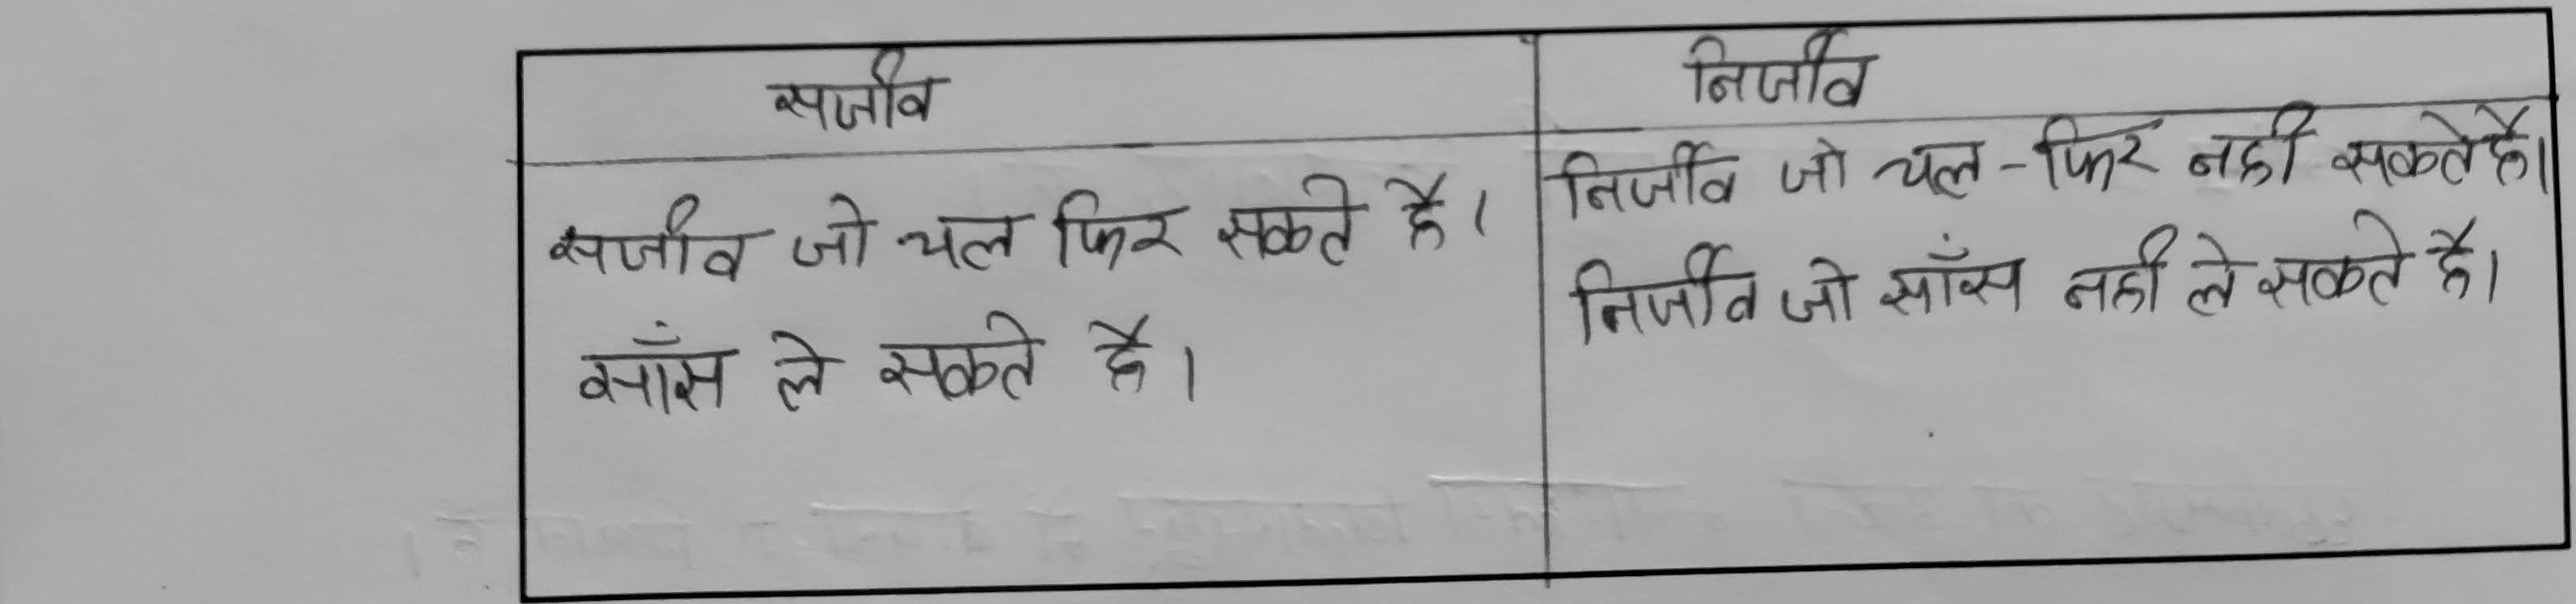 सजीव
निर्जीव
सजीव जो चल फिर सकते है।
साँस ले सकते है।
निर्जीव जो चल-फिर नही सकते है।
निर्जीव जो साँस नही ले सकते है।